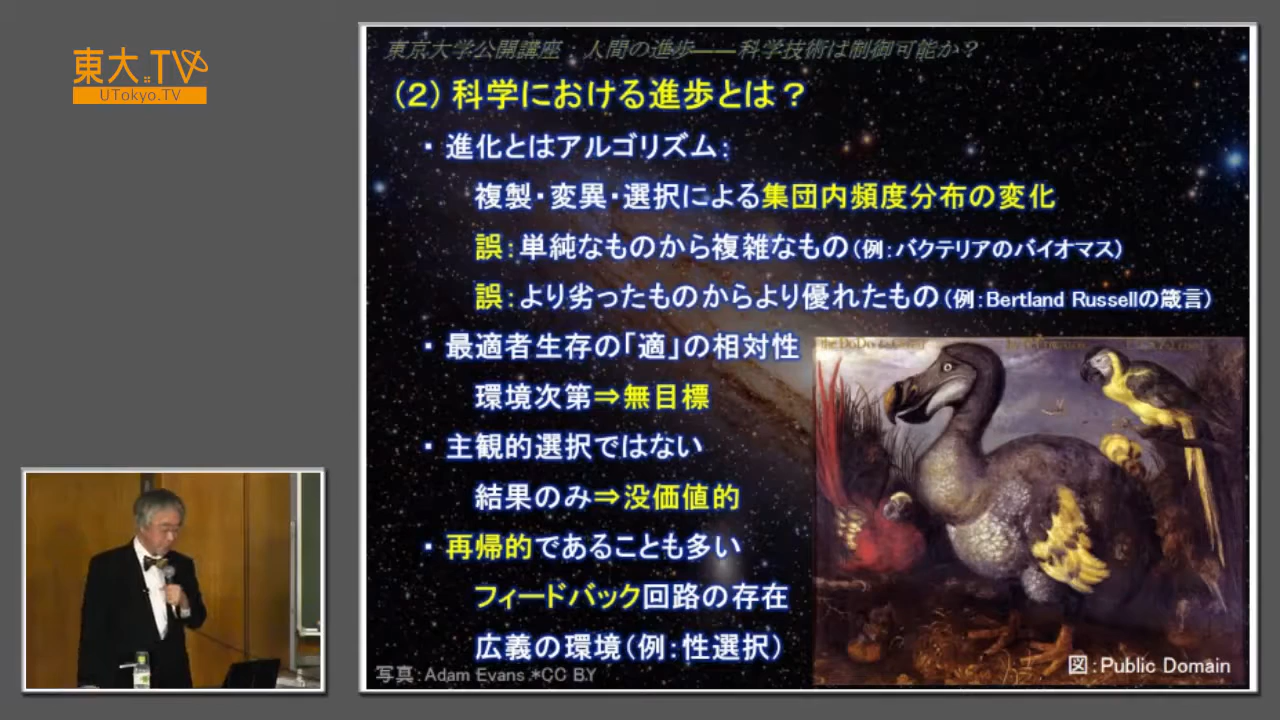 東大.TV
UTokyo.TV
東京大学公開講座：人間の進歩――科学技術は制御可能か？
（2）科学における進歩とは？
・進化とはアルゴリズム：
複製・変異・選択による集団内頻度分布の変化
誤：単純なものから複雑なもの（例：バクテリアのバイオマス）
誤：より劣ったものからより優れたもの（例：Bertland Russellの箴言）
・最適者生存の「適」の相対性
環境次第⇒無目標
・主観的選択ではない
結果のみ⇒没価値的
・再帰的であることも多い
フィードバック回路の存在
広義の環境（例：性選択）
写真：Adam Evans *CC BY
図：Public Domain